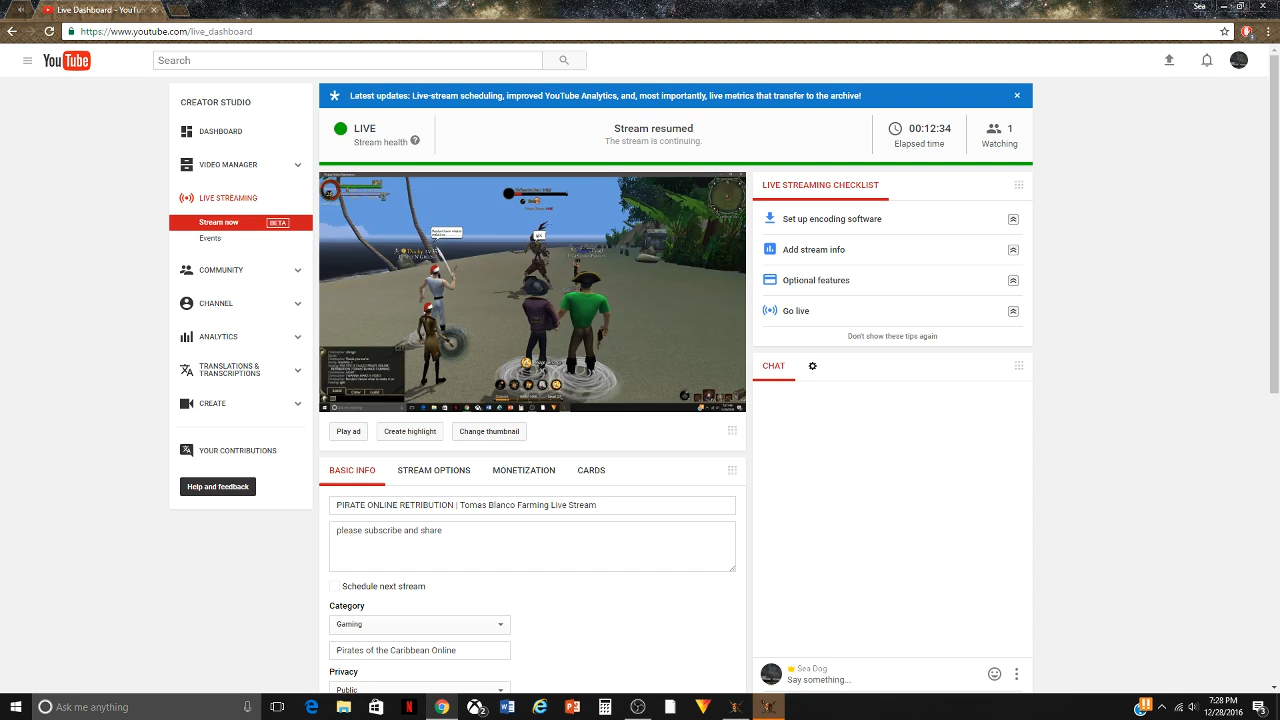 Live Dashboard - YouTub
Sea
https://www.youtube.com/live_dashboard
YouTube
Search
CREATOR STUDIO
DASHBOARD
VIDEO MANAGER
LIVE STREAMING
Stream now
BETA
Events
COMMUNITY
CHANNEL
ANALYTICS
TRANSLATIONS &
TRANSCRIPTIONS
CREATE
YOUR CONTRIBUTIONS
Help and feedback
Latest updates: Live-stream scheduling, improved YouTube Analytics, and, most importantly, live metrics that transfer to the archive!
LIVE
Stream health
Stream resumed
The stream is continuing.
00:12:34
Elapsed time
1
Watching
Play ad
Create highlight
Change thumbnail
BASIC INFO
STREAM OPTIONS
MONETIZATION
CARDS
PIRATE ONLINE RETRIBUTION | Tomas Blanco Farming Live Stream
please subscribe and share
Schedule next stream
Category
Gaming
Pirates of the Caribbean Online
Privacy
Public
LIVE STREAMING CHECKLIST
Set up encoding software
Add stream info
Optional features
Go live
Don't show these tips again
CHAT
Sea Dog
Say something...
Ask me anything
7:28 PM
12/28/2016